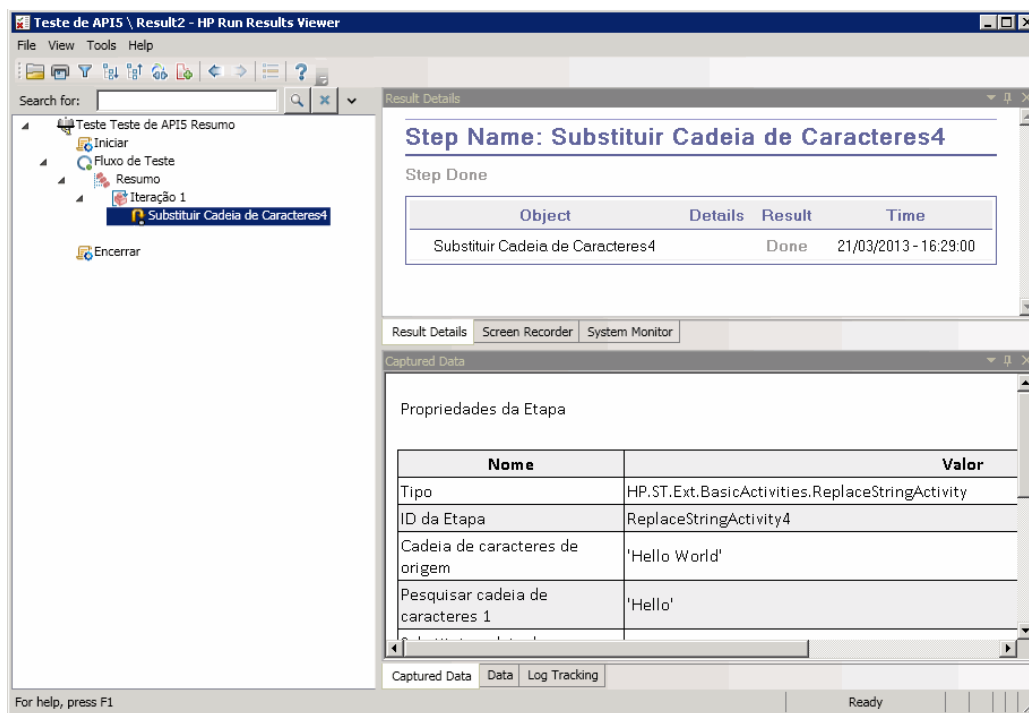 Teste de API5 \ Result2 - HP Run Results Viewer
File View Tools Help
Search for:
Teste Teste de API5 Resumo
Iniciar
Fluxo de Teste
Resumo
Iteração 1
Substituir Cadeia de Caracteres4
Encerrar
Result Details
Step Name: Substituir Cadeia de Caracteres4
Step Done
Object Details Result Time
Substituir Cadeia de Caracteres4 Done 21/03/2013 - 16:29:00
Result Details Screen Recorder System Monitor
Captured Data
Propriedades da Etapa
Nome Valor
Tipo HP.ST.Ext.BasicActivities.ReplaceStringActivity
ID da Etapa ReplaceStringActivity4
Cadeia de caracteres de origem 'Hello World'
Pesquisar cadeia de caracteres 1 'Hello'
Captured Data Data Log Tracking
For help, press F1 Ready